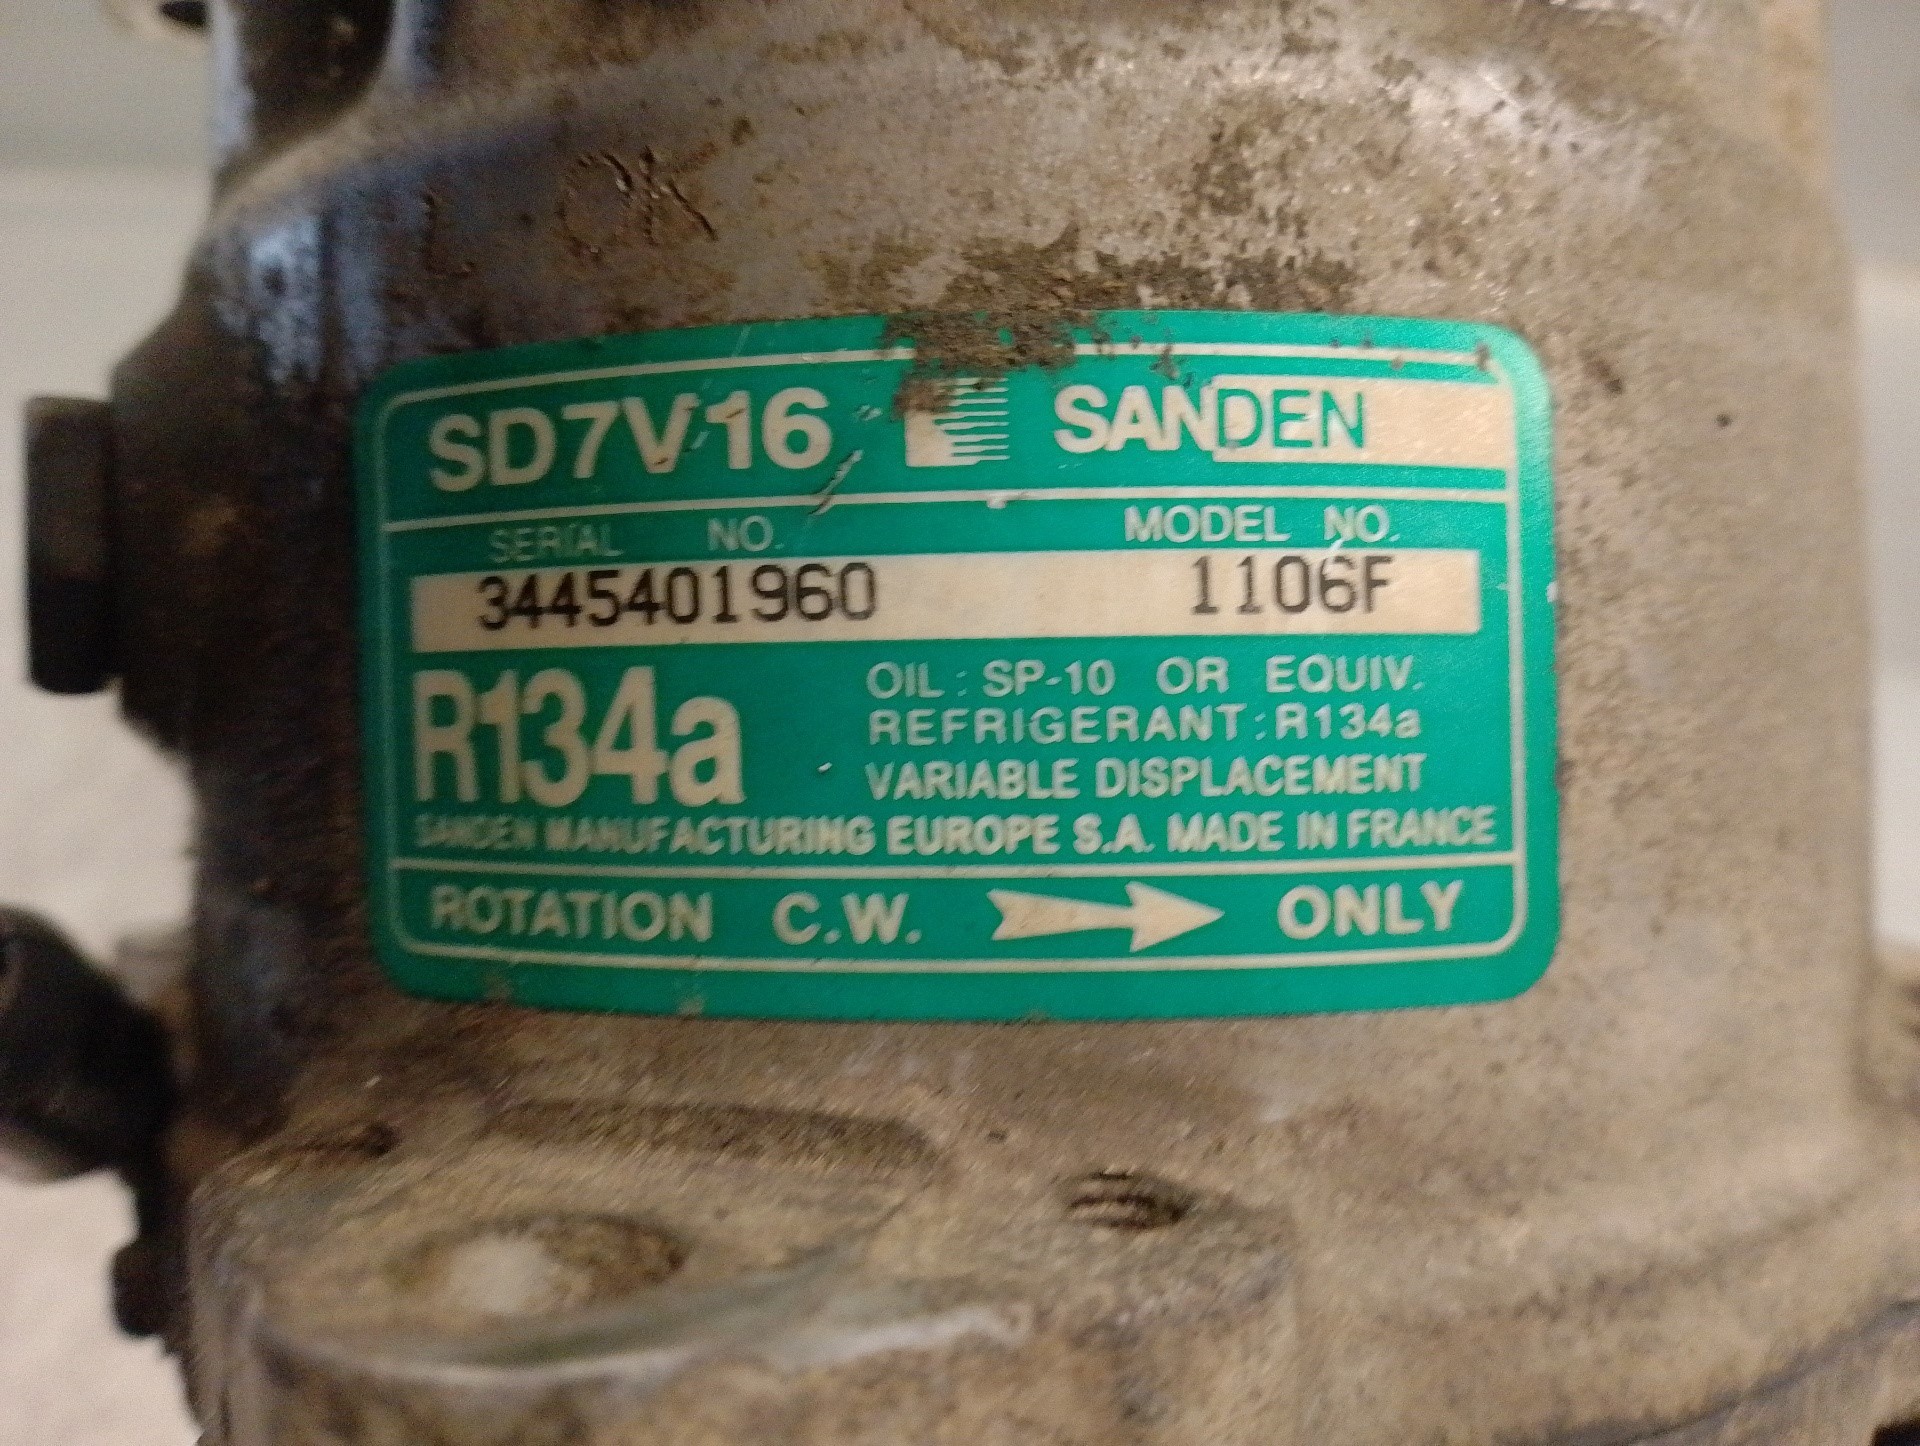 L OK
SD7V16 SANDEN
SERIAL NO. MODEL NO.
3445401960 1106F
R134a
OIL: SP-10 OR EQUIV.
REFRIGERANT: R134a
VARIABLE DISPLACEMENT
SANDEN MANUFACTURING EUROPE S.A. MADE IN FRANCE
ROTATION C.W. ONLY